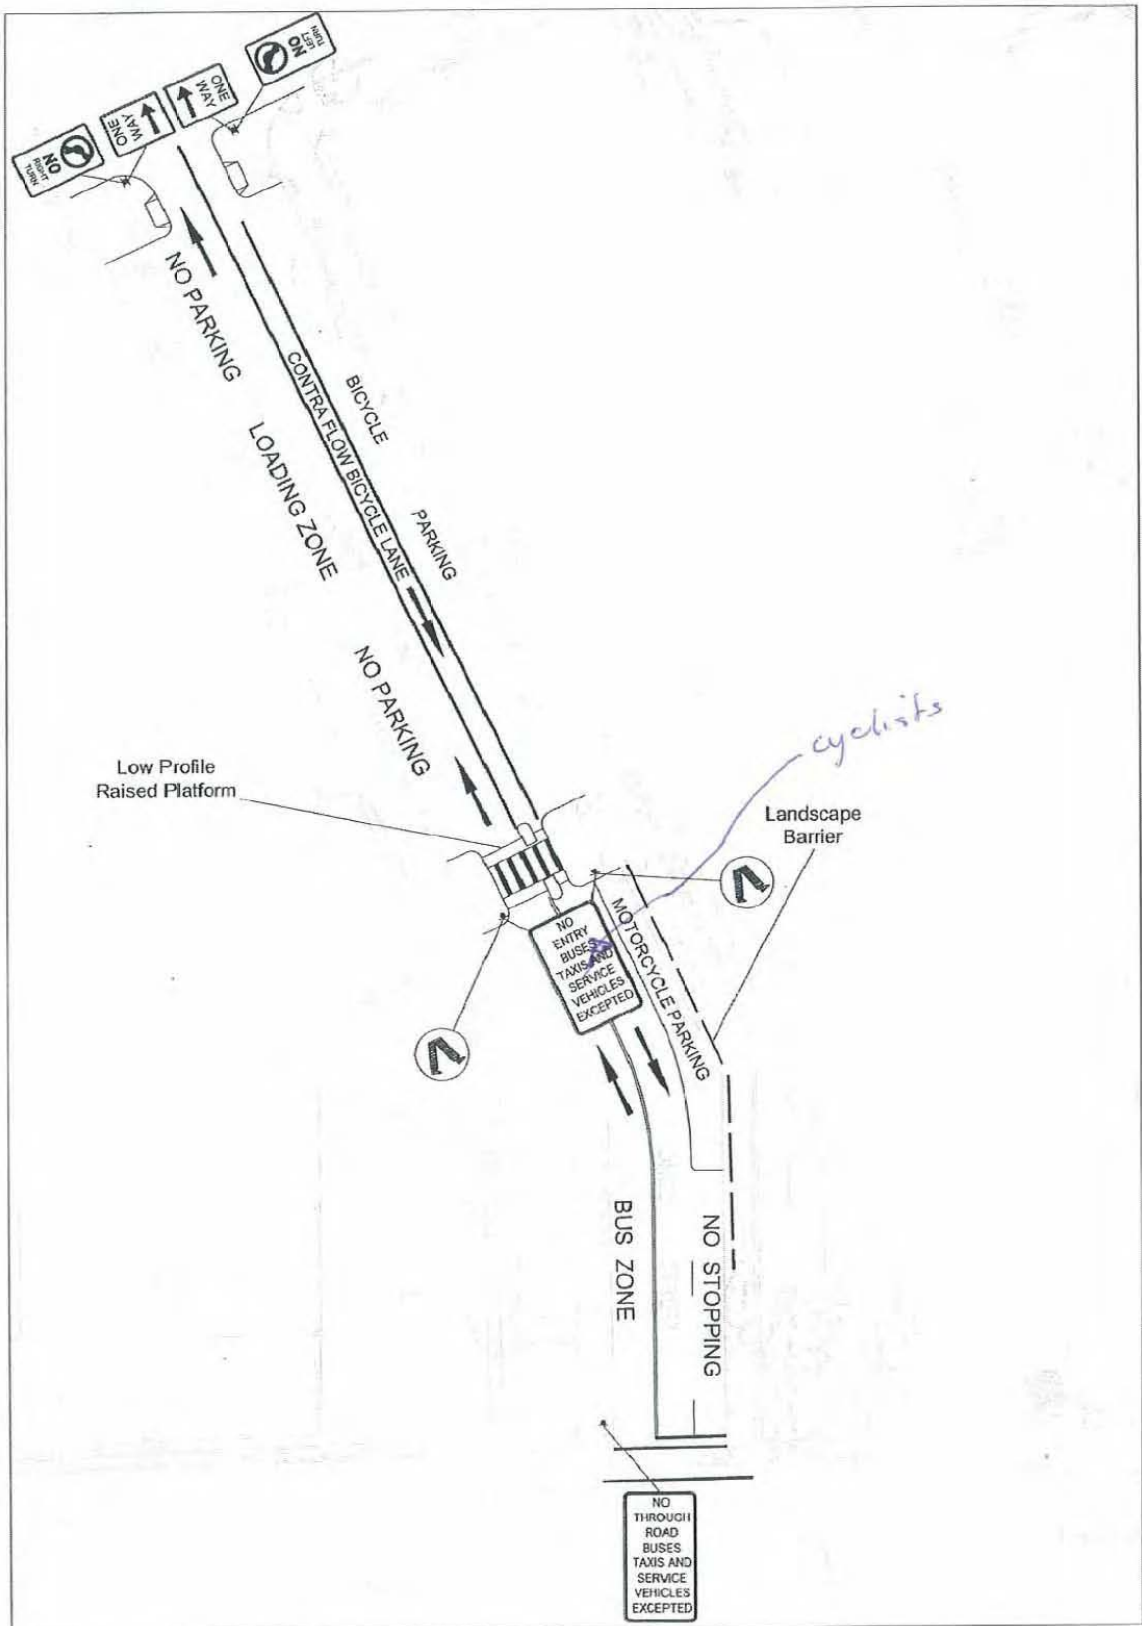 NO
LEFT
TURN
ONE
WAY
ONE
WAY
NO
RIGHT
TURN
NO PARKING
BICYCLE
CONTRA FLOW BICYCLE LANE
LOADING ZONE
PARKING
NO PARKING
cyclists
Low Profile
Raised Platform
Landscape
Barrier
NO
ENTRY
BUSES
TAXIS AND
SERVICE
VEHICLES
EXCEPTED
MOTORCYCLE PARKING
BUS ZONE
NO STOPPING
NO
THROUGH
ROAD
BUSES
TAXIS AND
SERVICE
VEHICLES
EXCEPTED